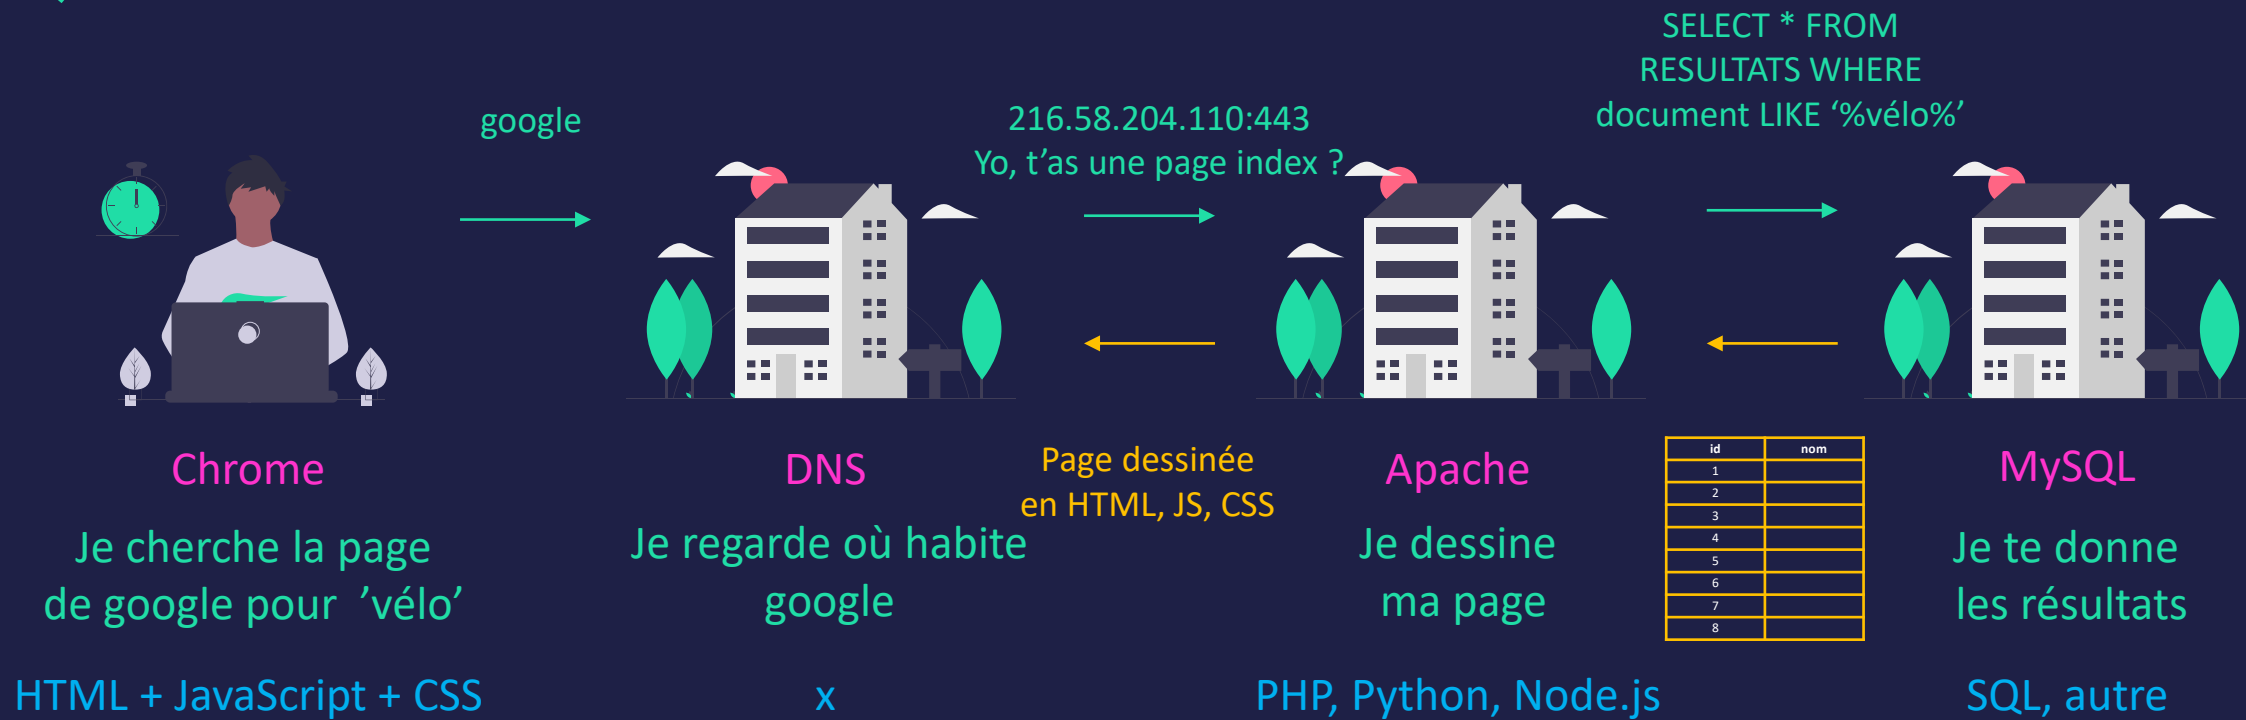 SELECT * FROM
RESULTATS WHERE
document LIKE ‘%vélo%’
google
216.58.204.110:443
Yo, t’as une page index ?
Chrome
DNS
Page dessinée
en HTML, JS, CSS
Apache
id nom
1
2
3
4
5
6
7
8
MySQL
Je cherche la page
de google pour ’vélo’
Je regarde où habite
google
Je dessine
ma page
Je te donne
les résultats
HTML + JavaScript + CSS
x
PHP, Python, Node.js
SQL, autre